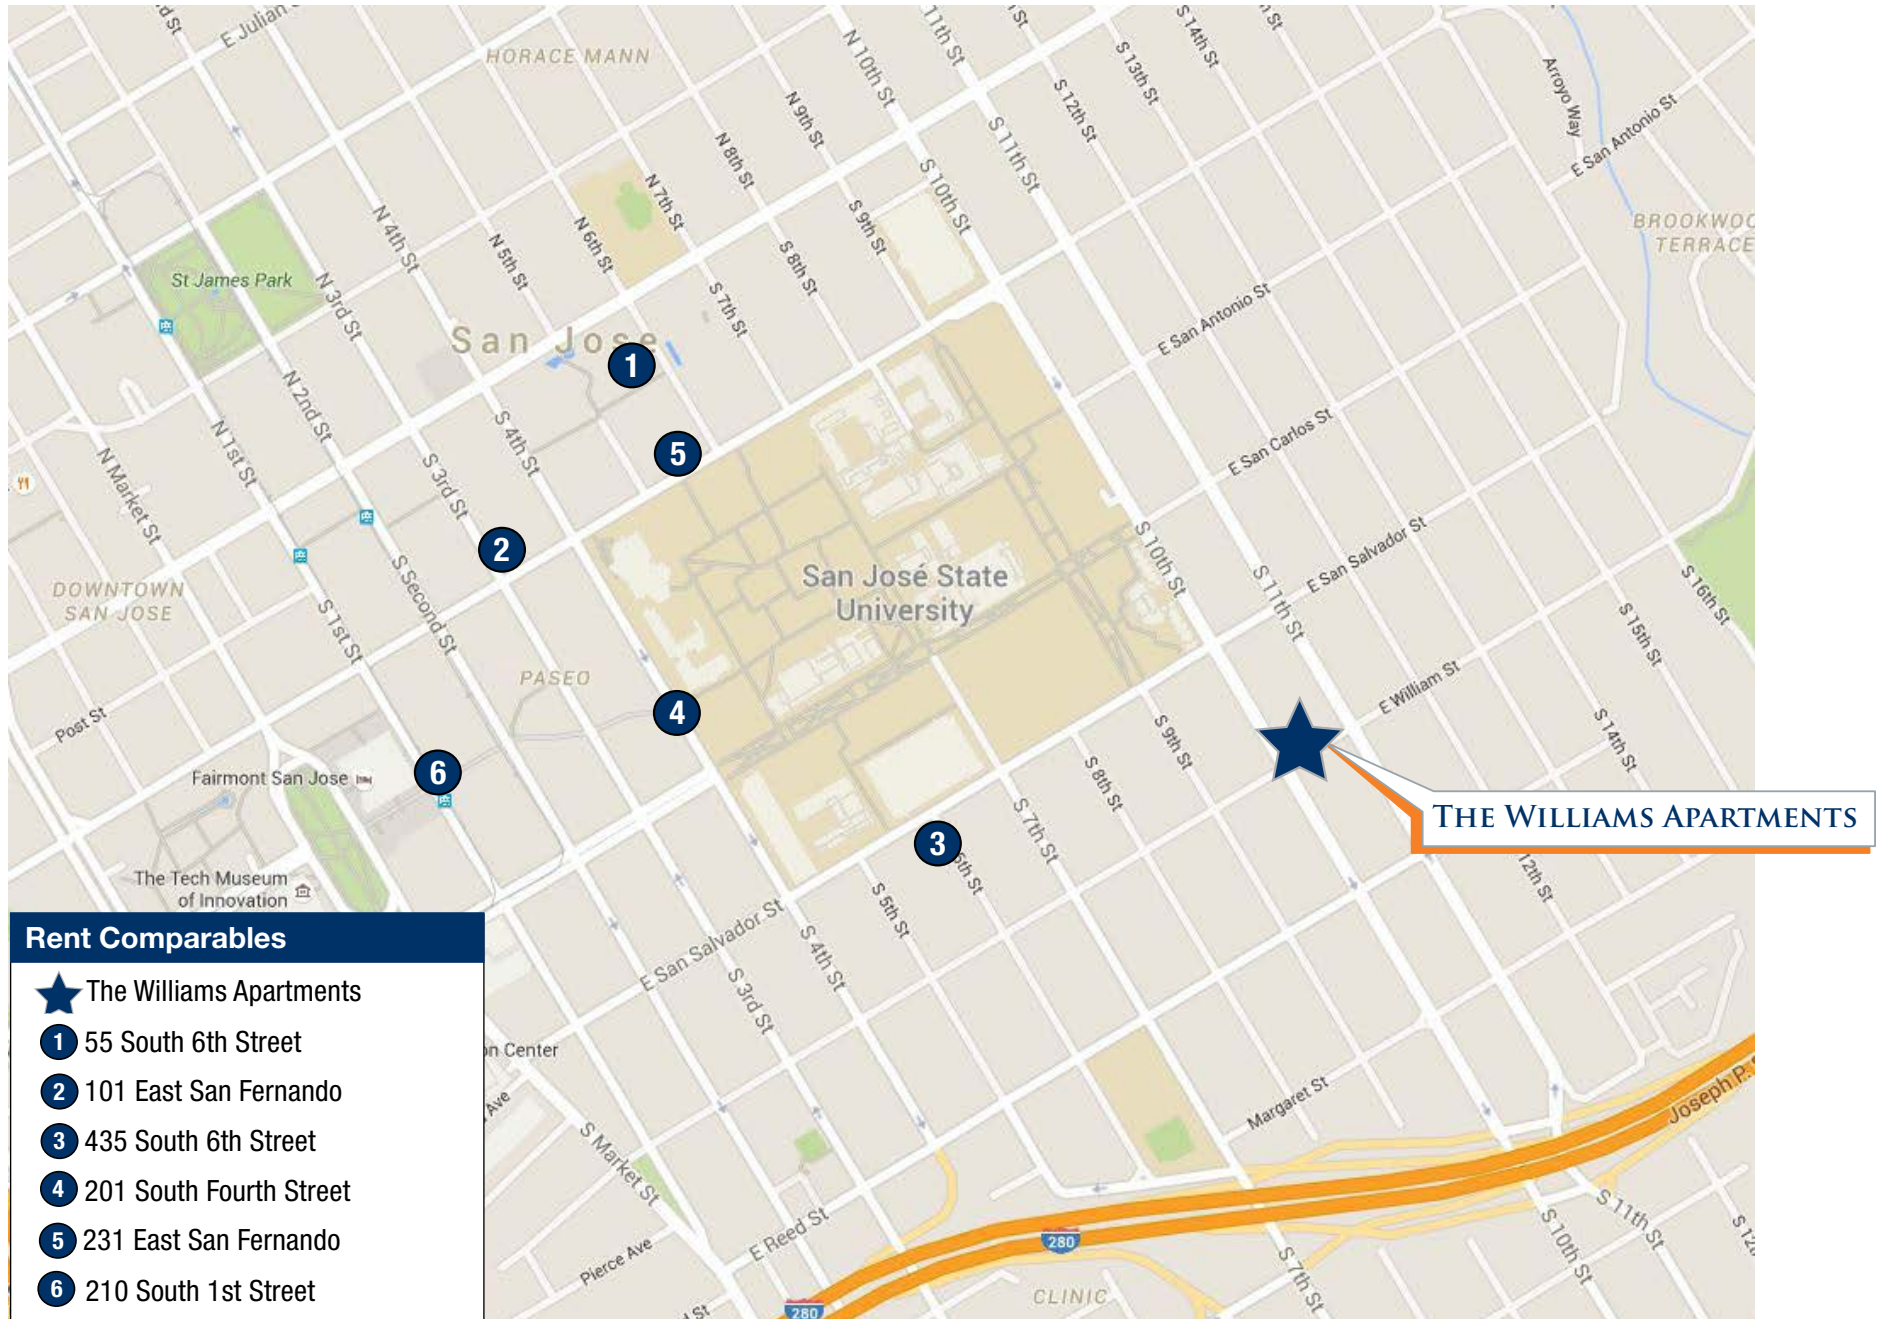 E Julian St
HORACE MANN
N 10th St
11th St
S 14th St
S 13th St
S 12th St
Arroyo Way
E San Antonio St
N 9th St
N 8th St
S 11th St
S 10th St
N 7th St
S 9th St
N 6th St
S 8th St
N 4th St
N 5th St
BROOKWOO
TERRACE
St James Park
N 3rd St
S 7th St
E San Antonio St
San Jose
1
N 2nd St
S 4th St
N 1st St
E San Carlos St
5
S 3rd St
N Market St
2
S 10th St
E San Salvador St
San José State
University
DOWNTOWN
SAN JOSE
S Second St
S 1st St
S 11th St
S 16th St
S 15th St
PASEO
E William St
4
Post St
S 9th St
S 14th St
Fairmont San Jose
6
S 8th St
THE WILLIAMS APARTMENTS
S 7th St
3
6th St
12th St
The Tech Museum
of Innovation
S 5th St
E San Salvador St
S 4th St
S 3rd St
Rent Comparables
The Williams Apartments
1 55 South 6th Street
2 101 East San Fernando
3 435 South 6th Street
4 201 South Fourth Street
5 231 East San Fernando
6 210 South 1st Street
on Center
Ave
S Market St
Margaret St
Joseph P.
E Reed St
Pierce Ave
280
280
S 7th St
S 10th St
S 11th St
S 12t
CLINIC